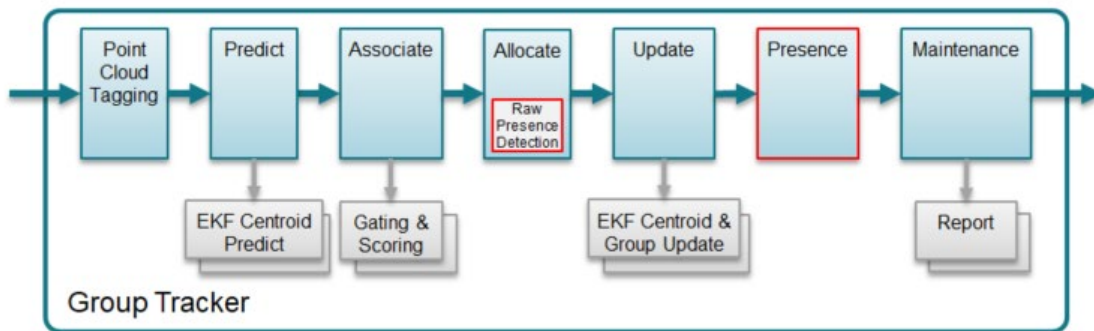 Point
Cloud
Tagging
Predict
Associate
Allocate
Raw
Presence
Detection
Update
Presence
Maintenance
EKF Centroid
Predict
Gating &
Scoring
EKF Centroid &
Group Update
Report
Group Tracker